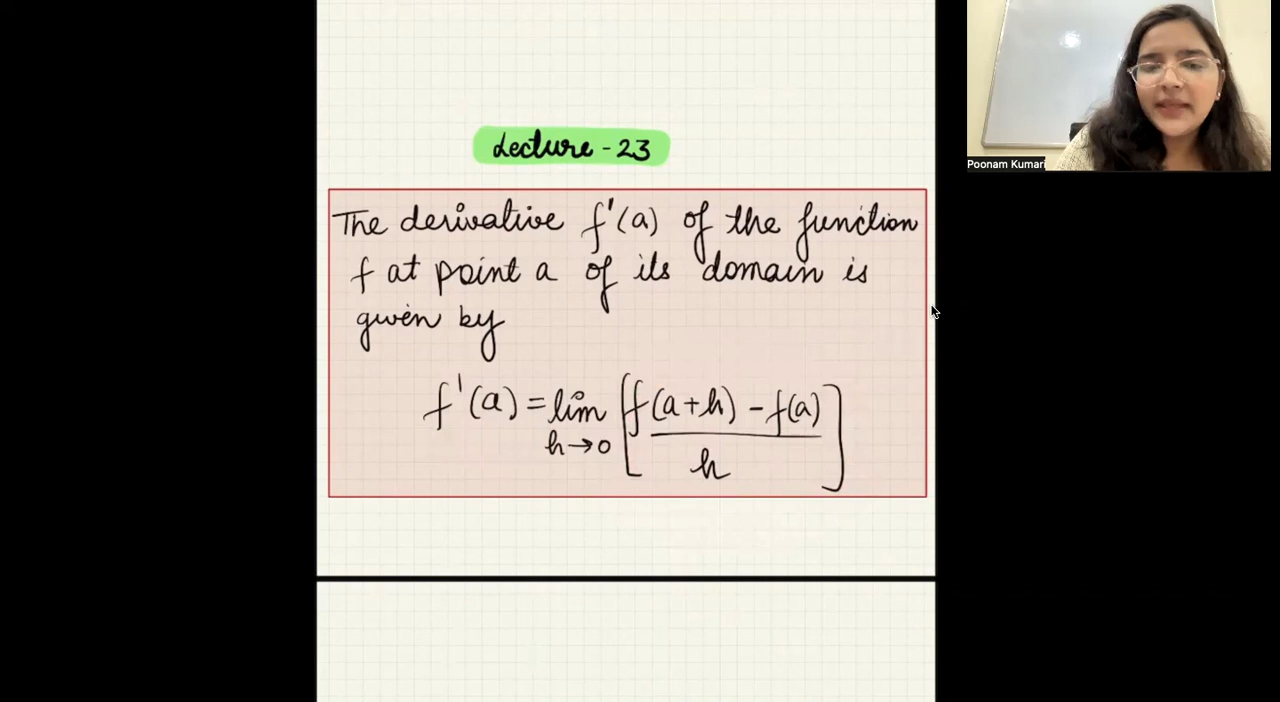 Lecture - 23
The derivative f'(a) of the function
f at point a of its domain is
given by
f'(a) = lim h→0 [f(a+h) - f(a) / h]
Poonam Kumari